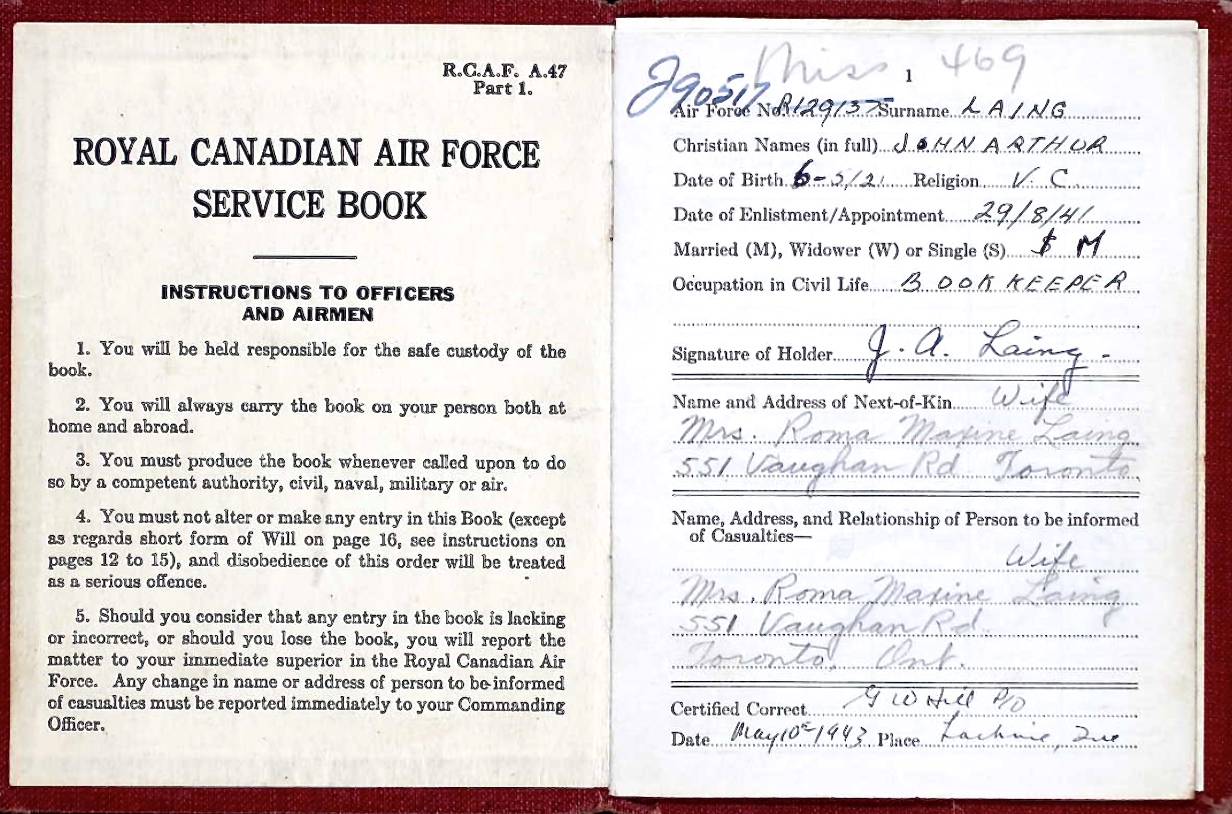 R.C.A.F. A.47
Part 1.
ROYAL CANADIAN AIR FORCE
SERVICE BOOK
INSTRUCTIONS TO OFFICERS
AND AIRMEN
1. You will be held responsible for the safe custody of the
book.
2. You will always carry the book on your person both at
home and abroad.
3. You must produce the book whenever called upon to do
so by a competent authority, civil, naval, military or air.
4. You must not alter or make any entry in this Book (except
as regards short form of Will on page 16, see instructions on
pages 12 to 15), and disobedience of this order will be treated
as a serious offence.
5. Should you consider that any entry in the book is lacking
or incorrect, or should you lose the book, you will report the
matter to your immediate superior in the Royal Canadian Air
Force. Any change in name or address of person to be informed
of casualties must be reported immediately to your Commanding
Officer.
Miss 1 469
J90517
Air Force No. R129137 Surname LAING
Christian Names (in full) JOHN ARTHUR
Date of Birth 6-5/21 Religion V. C.
Date of Enlistment/Appointment 29/8/41
Married (M), Widower (W) or Single (S) S M
Occupation in Civil Life BOOKKEEPER
Signature of Holder J. A. Laing
Name and Address of Next-of-Kin Wife
Mrs. Roma Maxine Laing
551 Vaughan Rd Toronto
Name, Address, and Relationship of Person to be informed
of Casualties—
Wife
Mrs. Roma Maxine Laing
551 Vaughan Rd.
Toronto, Ont.
Certified Correct G W Hill P/O
Date May 10th 1943 Place Lachine, Que